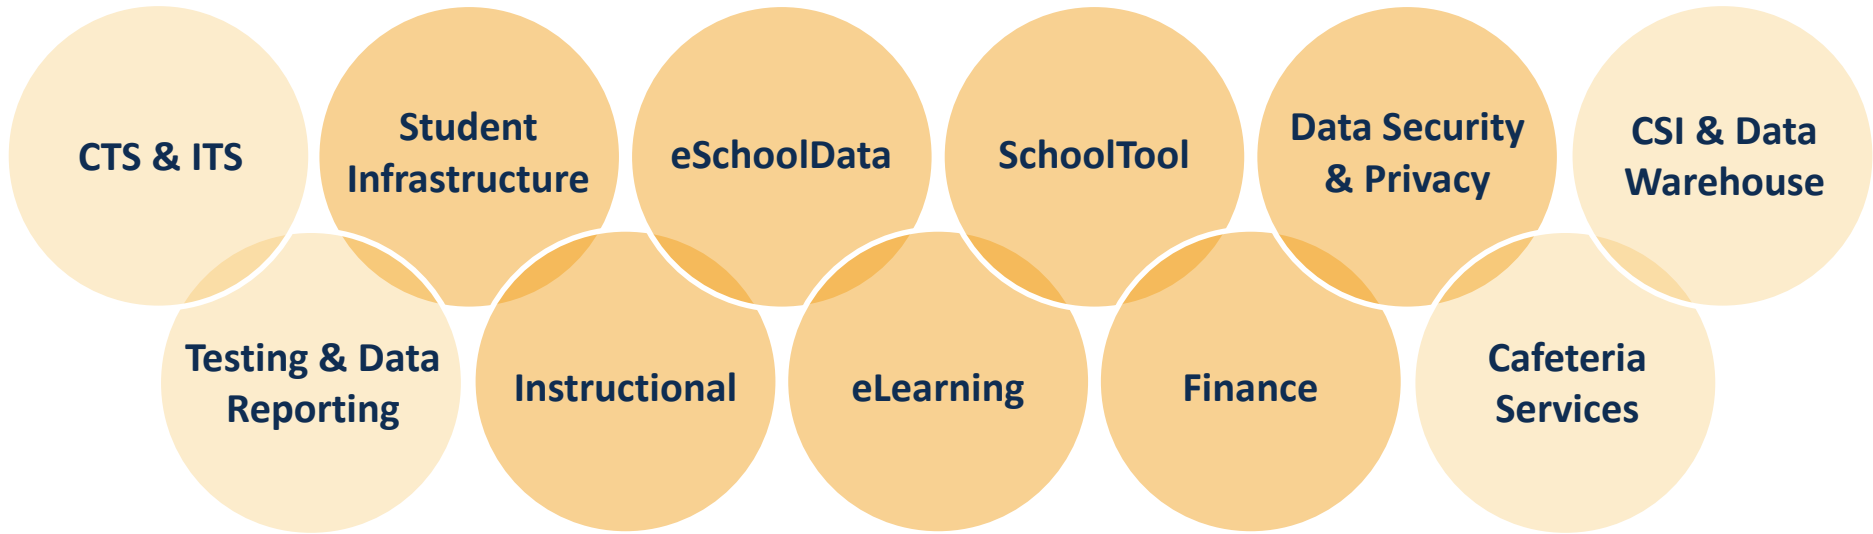 CTS & ITS
Student
Infrastructure
eSchoolData
SchoolTool
Data Security
& Privacy
CSI & Data
Warehouse
Testing & Data
Reporting
Instructional
eLearning
Finance
Cafeteria
Services